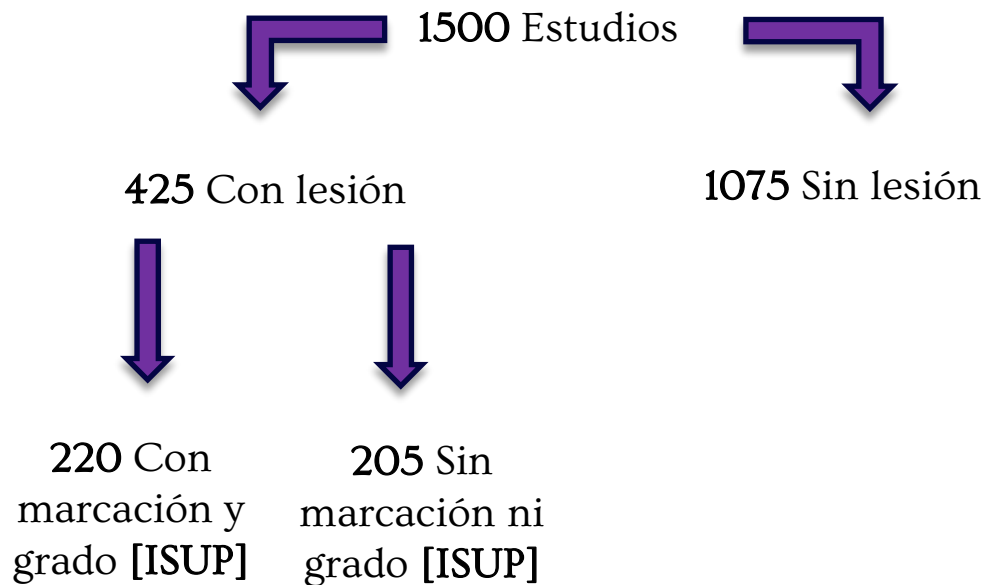 1500 Estudios
425 Con lesión
1075 Sin lesión
220 Con
marcación y
grado [ISUP]
205 Sin
marcación ni
grado [ISUP]